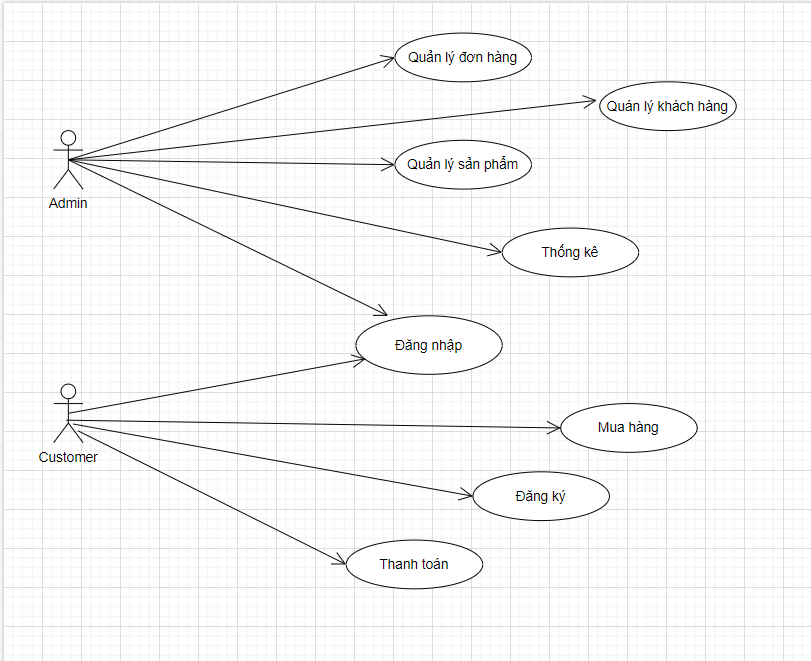 Quản lý đơn hàng
Quản lý khách hàng
Quản lý sản phẩm
Admin
Thống kê
Đăng nhập
Mua hàng
Customer
Đăng ký
Thanh toán